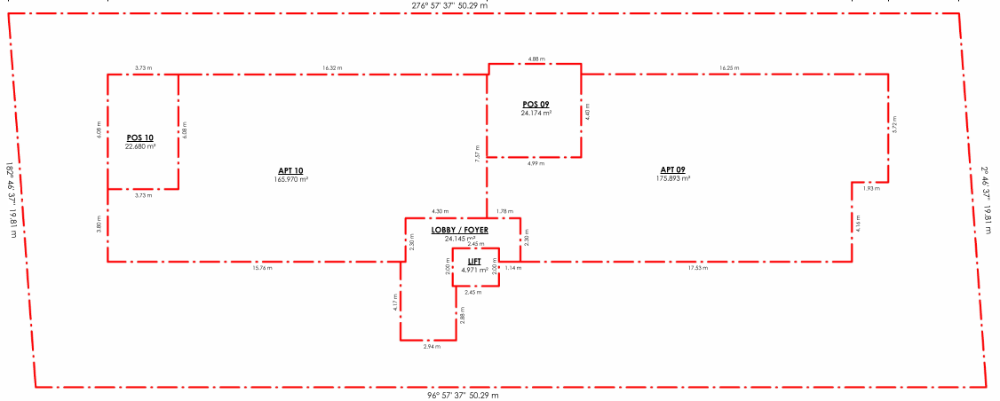 276° 57' 37" 50.29 m
4.88 m
3.73 m
16.32 m
16.25 m
POS 09
24.174 m²
4.40 m
5.72 m
6.08 m
6.08 m
POS 10
22.680 m²
7.57 m
4.99 m
APT 10
165.970 m²
APT 09
175.893 m²
182° 46' 37" 19.81 m
2° 46' 37" 19.81 m
3.73 m
1.93 m
4.30 m
1.78 m
3.80 m
2.30 m
LOBBY / FOYER
24.145 m²
2.30 m
4.16 m
2.45 m
LIFT
4.971 m²
2.00 m
2.00 m
15.76 m
1.14 m
17.53 m
2.45 m
4.17 m
2.88 m
2.94 m
96° 57' 37" 50.29 m